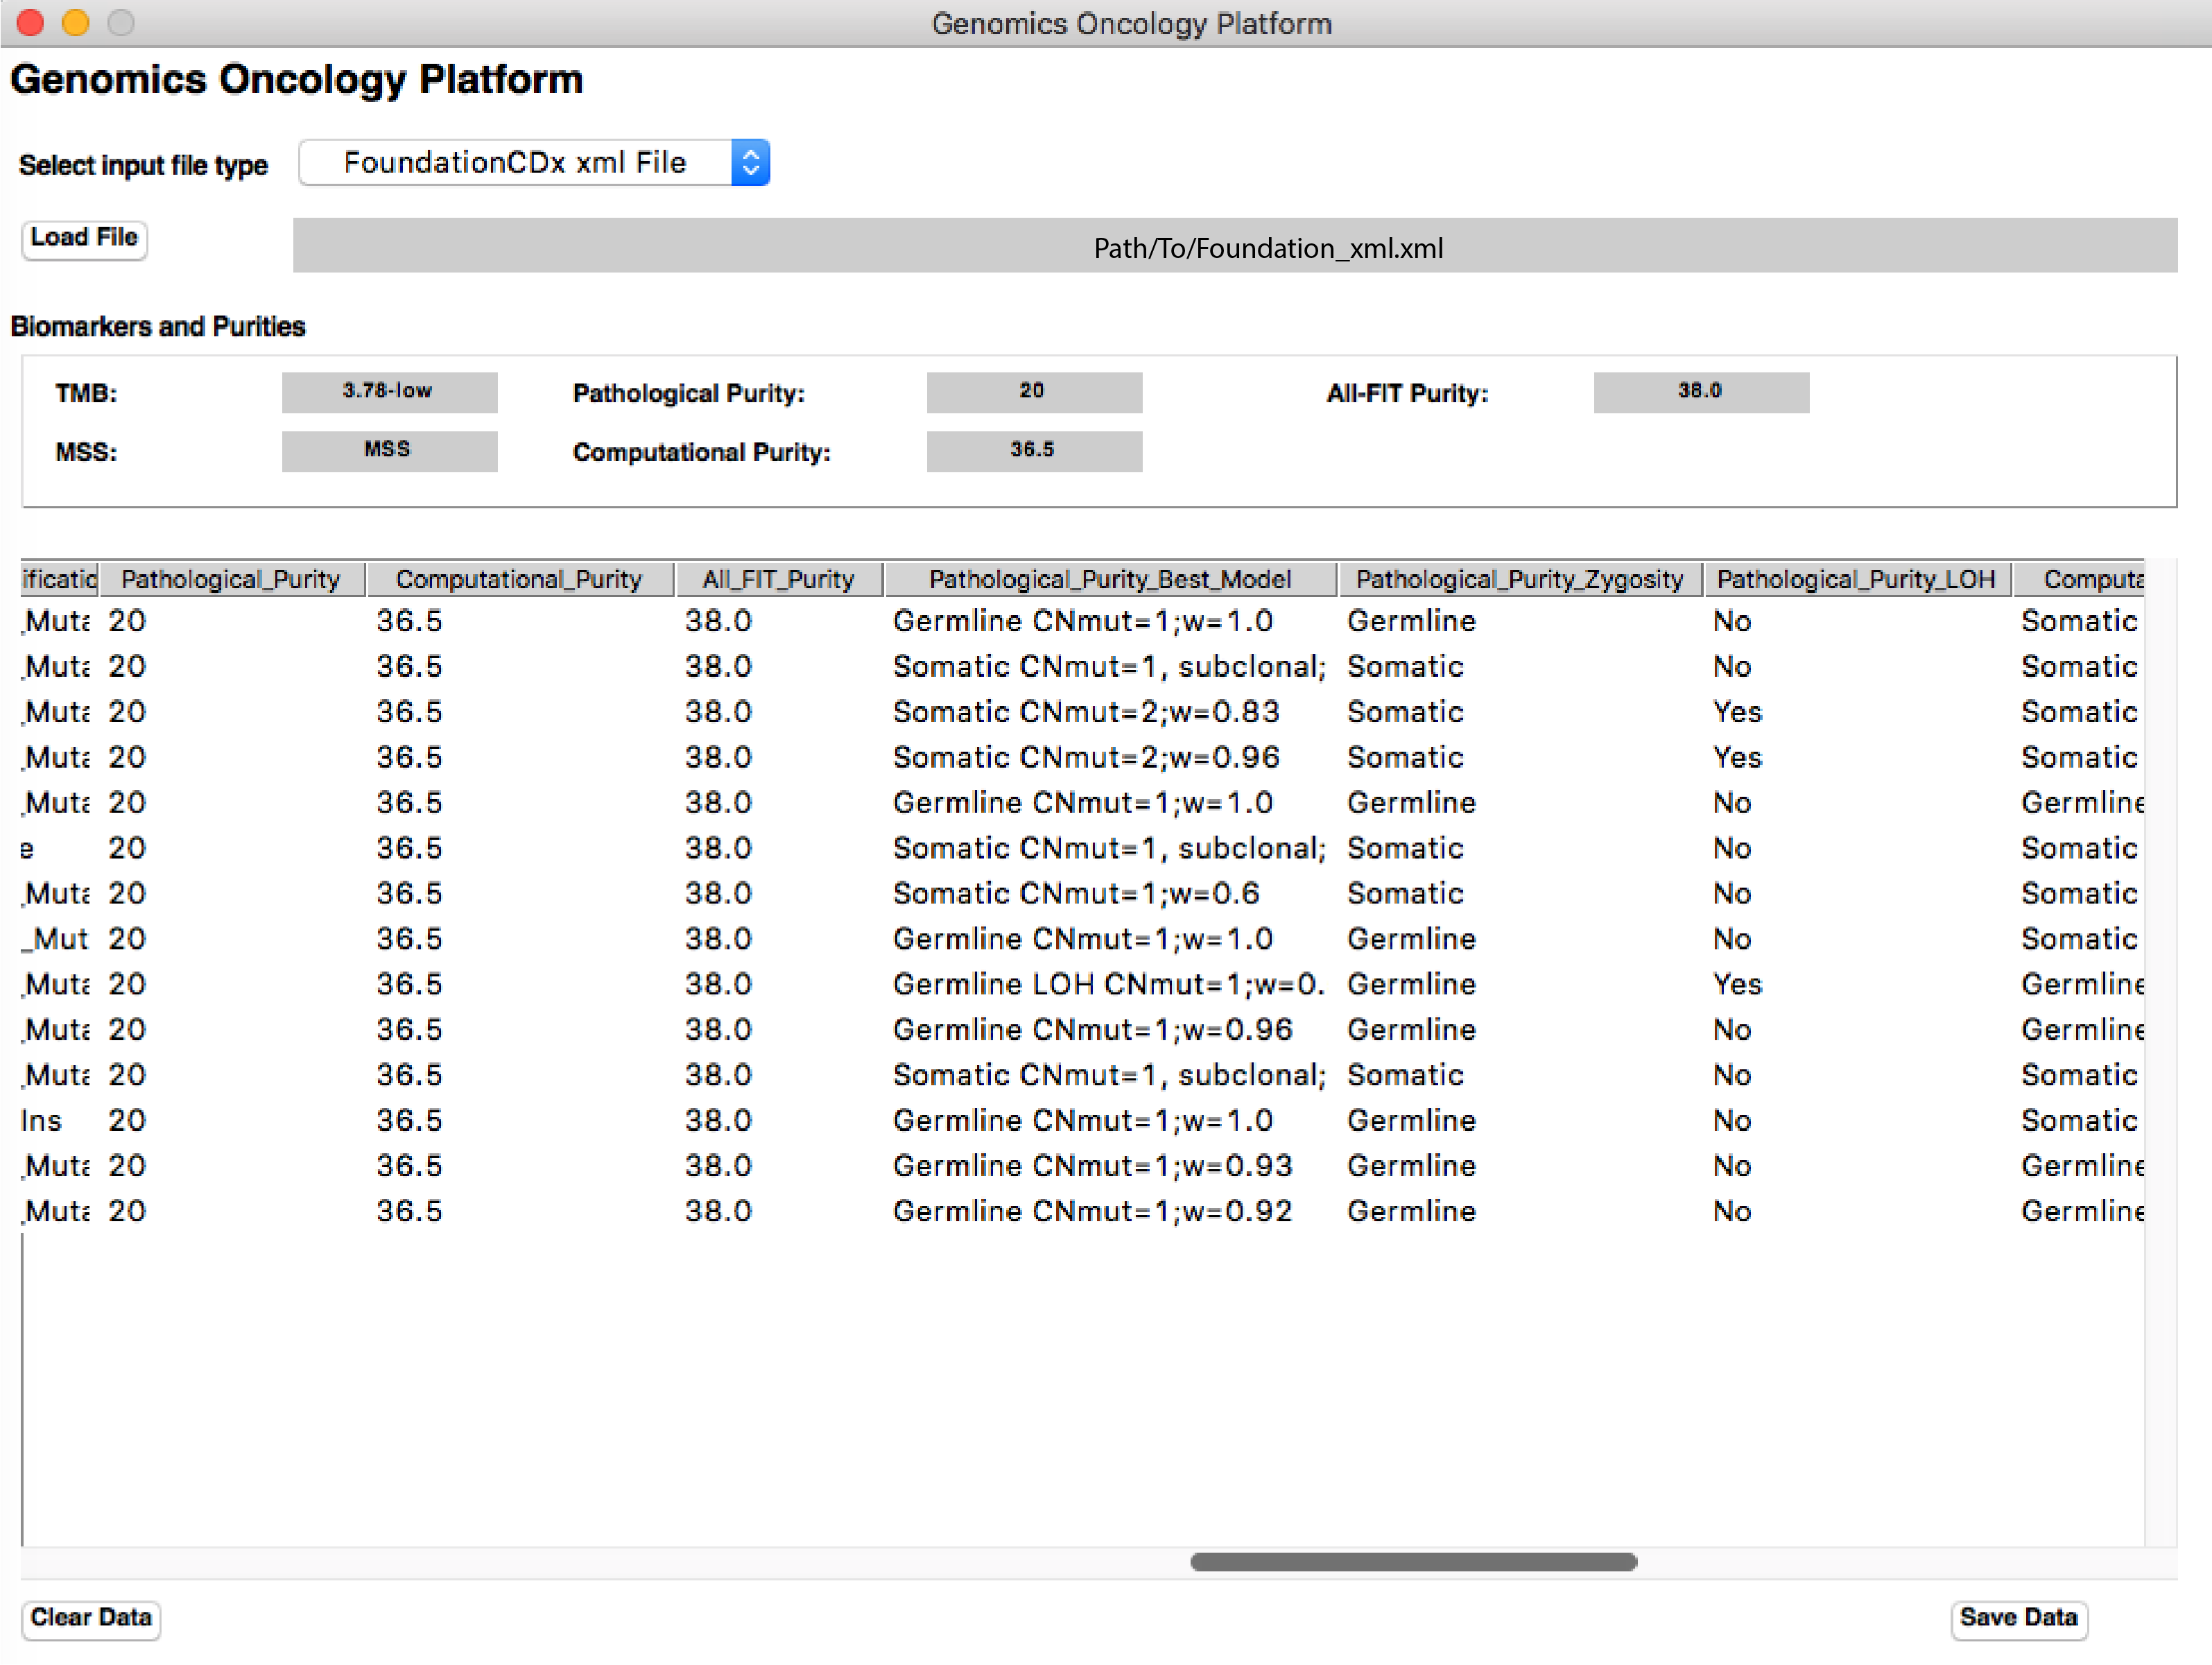 Genomics Oncology Platform
Genomics Oncology Platform
Select input file type FoundationCDx xml File
Load File Path/To/Foundation_xml.xml
Biomarkers and Purities
TMB: 3.78-low Pathological Purity: 20 All-FIT Purity: 38.0
MSS: MSS Computational Purity: 36.5
Pathological_Purity Computational_Purity All_FIT_Purity Pathological_Purity_Best_Model Pathological_Purity_Zygosity Pathological_Purity_LOH Computa
_Muta 20 36.5 38.0 Germline CNmut=1;w=1.0 Germline No Somatic
_Muta 20 36.5 38.0 Somatic CNmut=1, subclonal; Somatic No Somatic
_Muta 20 36.5 38.0 Somatic CNmut=2;w=0.83 Somatic Yes Somatic
_Muta 20 36.5 38.0 Somatic CNmut=2;w=0.96 Somatic Yes Somatic
_Muta 20 36.5 38.0 Germline CNmut=1;w=1.0 Germline No Germline
e 20 36.5 38.0 Somatic CNmut=1, subclonal; Somatic No Somatic
_Muta 20 36.5 38.0 Somatic CNmut=1;w=0.6 Somatic No Somatic
_Mut 20 36.5 38.0 Germline CNmut=1;w=1.0 Germline No Somatic
_Muta 20 36.5 38.0 Germline LOH CNmut=1;w=0. Germline Yes Germline
_Muta 20 36.5 38.0 Germline CNmut=1;w=0.96 Germline No Germline
_Muta 20 36.5 38.0 Somatic CNmut=1, subclonal; Somatic No Somatic
Ins 20 36.5 38.0 Germline CNmut=1;w=1.0 Germline No Somatic
_Muta 20 36.5 38.0 Germline CNmut=1;w=0.93 Germline No Germline
_Muta 20 36.5 38.0 Germline CNmut=1;w=0.92 Germline No Germline
Clear Data Save Data